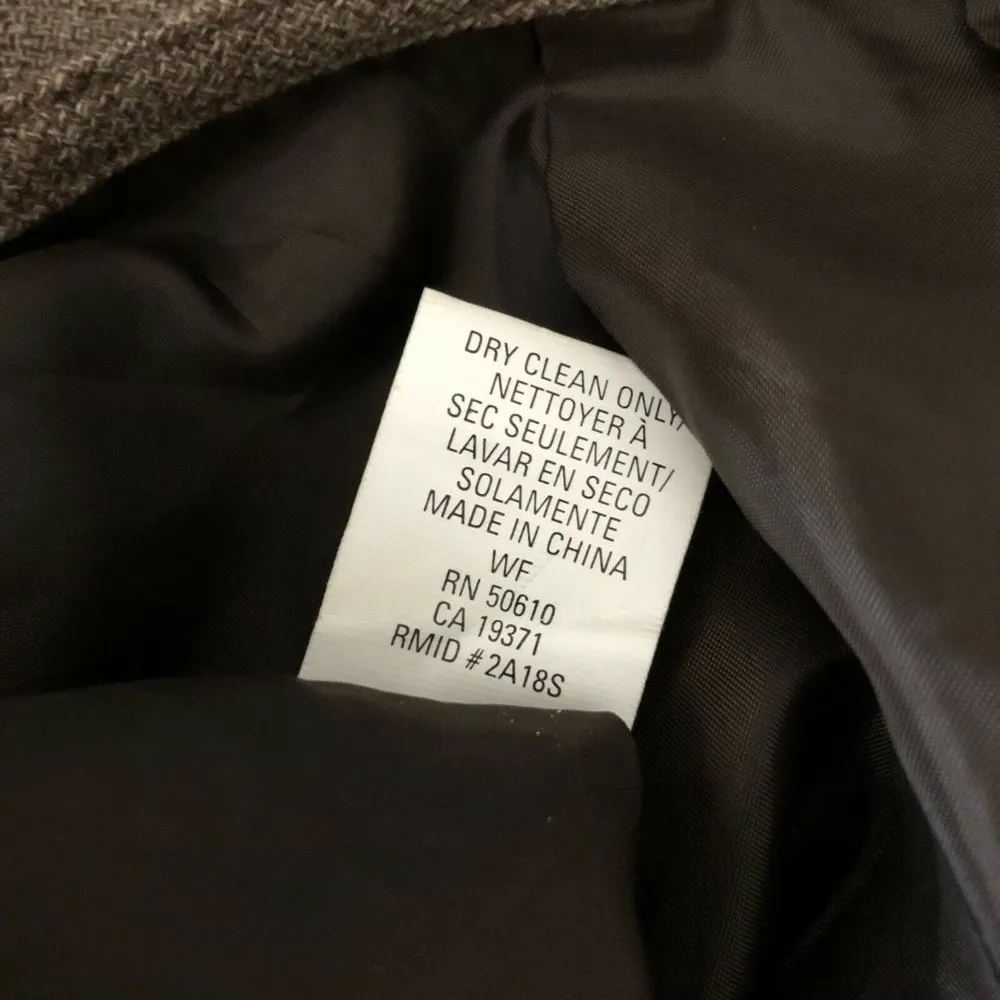 DRY CLEAN ONLY/
NETTOYER À
SEC SEULEMENT/
LAVAR EN SECO
SOLAMENTE
MADE IN CHINA
WF
RN 50610
CA 19371
RMID #2A18S